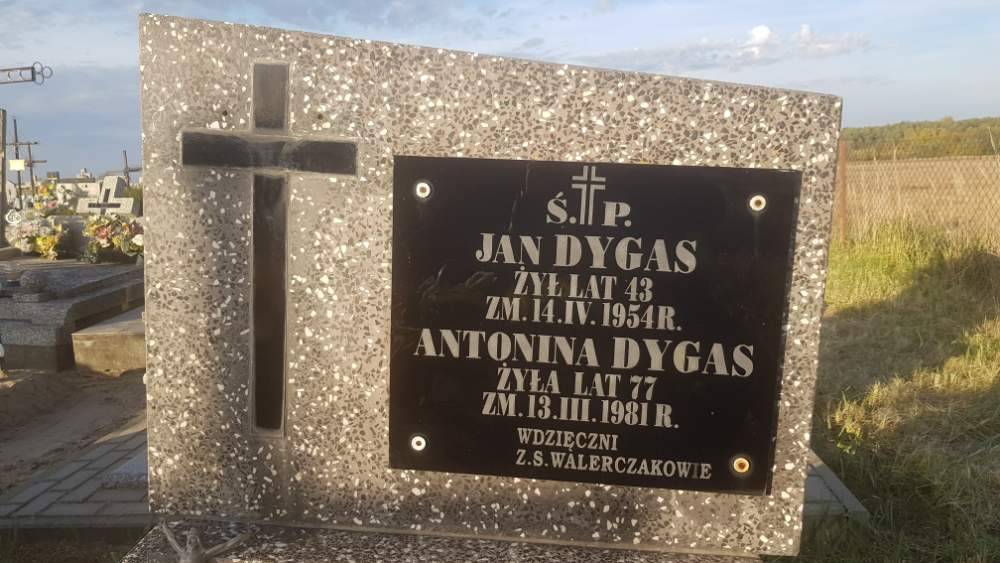 Ś. P.
JAN DYGAS
ŻYŁ LAT 43
ZM. 14. IV. 1954 R.
ANTONINA DYGAS
ŻYŁA LAT 77
ZM. 13. III. 1981 R.
WDZIĘCZNI
Z.S. WALERCZAKOWIE